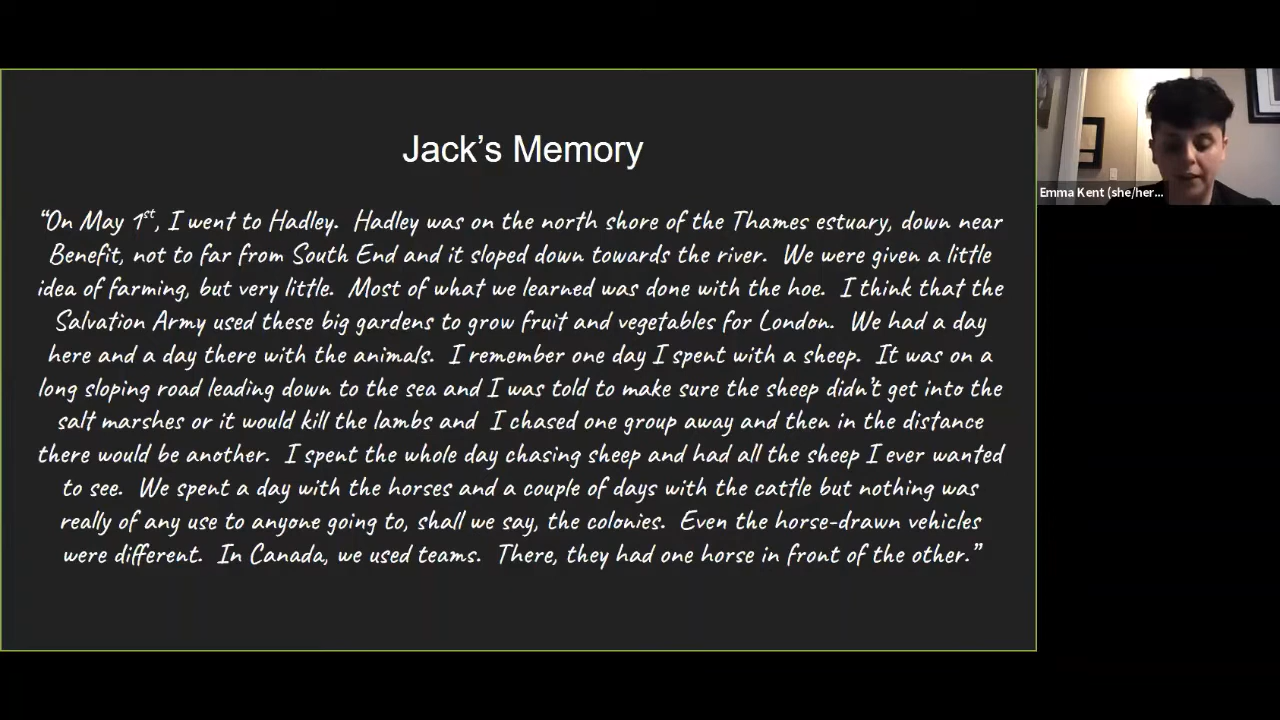 Jack's Memory
“On May 1st, I went to Hadley. Hadley was on the north shore of the Thames estuary, down near
Benefit, not to far from South End and it sloped down towards the river. We were given a little
idea of farming, but very little. Most of what we learned was done with the hoe. I think that the
Salvation Army used these big gardens to grow fruit and vegetables for London. We had a day
here and a day there with the animals. I remember one day I spent with a sheep. It was on a
long sloping road leading down to the sea and I was told to make sure the sheep didn't get into the
salt marshes or it would kill the lambs and I chased one group away and then in the distance
there would be another. I spent the whole day chasing sheep and had all the sheep I ever wanted
to see. We spent a day with the horses and a couple of days with the cattle but nothing was
really of any use to anyone going to, shall we say, the colonies. Even the horse-drawn vehicles
were different. In Canada, we used teams. There, they had one horse in front of the other.”
Emma Kent (she/her...